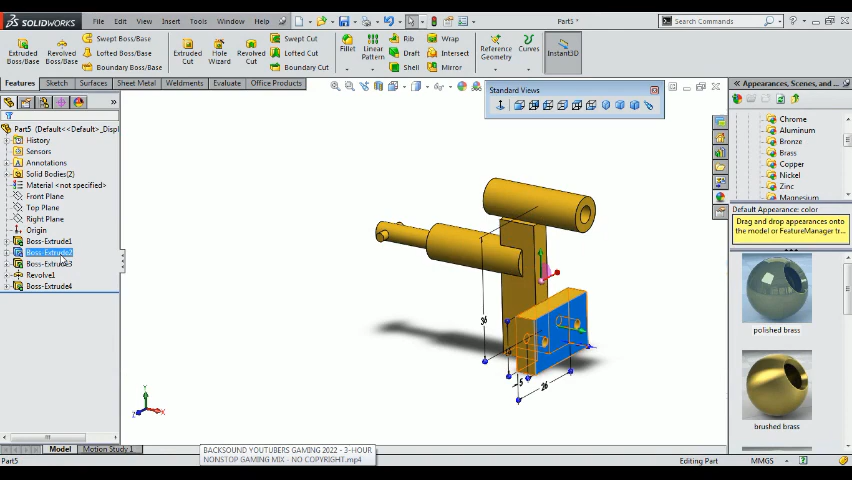 SOLIDWORKS
File Edit View Insert Tools Window Help
Part5 *
Search Commands
Extruded Boss/Base
Revolved Boss/Base
Swept Boss/Base
Lofted Boss/Base
Boundary Boss/Base
Extruded Cut
Hole Wizard
Revolved Cut
Swept Cut
Lofted Cut
Boundary Cut
Fillet
Linear Pattern
Rib
Draft
Shell
Wrap
Intersect
Mirror
Reference Geometry
Curves
Instant3D
Features Sketch Surfaces Sheet Metal Weldments Evaluate Office Products
Standard Views
Appearances, Scenes, and...
Part5 (Default<<Default>_Displ
History
Sensors
Annotations
Solid Bodies(2)
Material <not specified>
Front Plane
Top Plane
Right Plane
Origin
Boss-Extrude1
Boss-Extrude2
Boss-Extrude3
Revolve1
Boss-Extrude4
36
5
26
Y
Z
X
Chrome
Aluminum
Bronze
Brass
Copper
Nickel
Zinc
Magnesium
Default Appearance: color
Drag and drop appearances onto
the model or FeatureManager tr...
polished brass
brushed brass
Model Motion Study 1
BACKSOUND YOUTUBERS GAMING 2022 - 3-HOUR
NONSTOP GAMING MIX - NO COPYRIGHT.mp4
Part5
Editing Part
MMGS